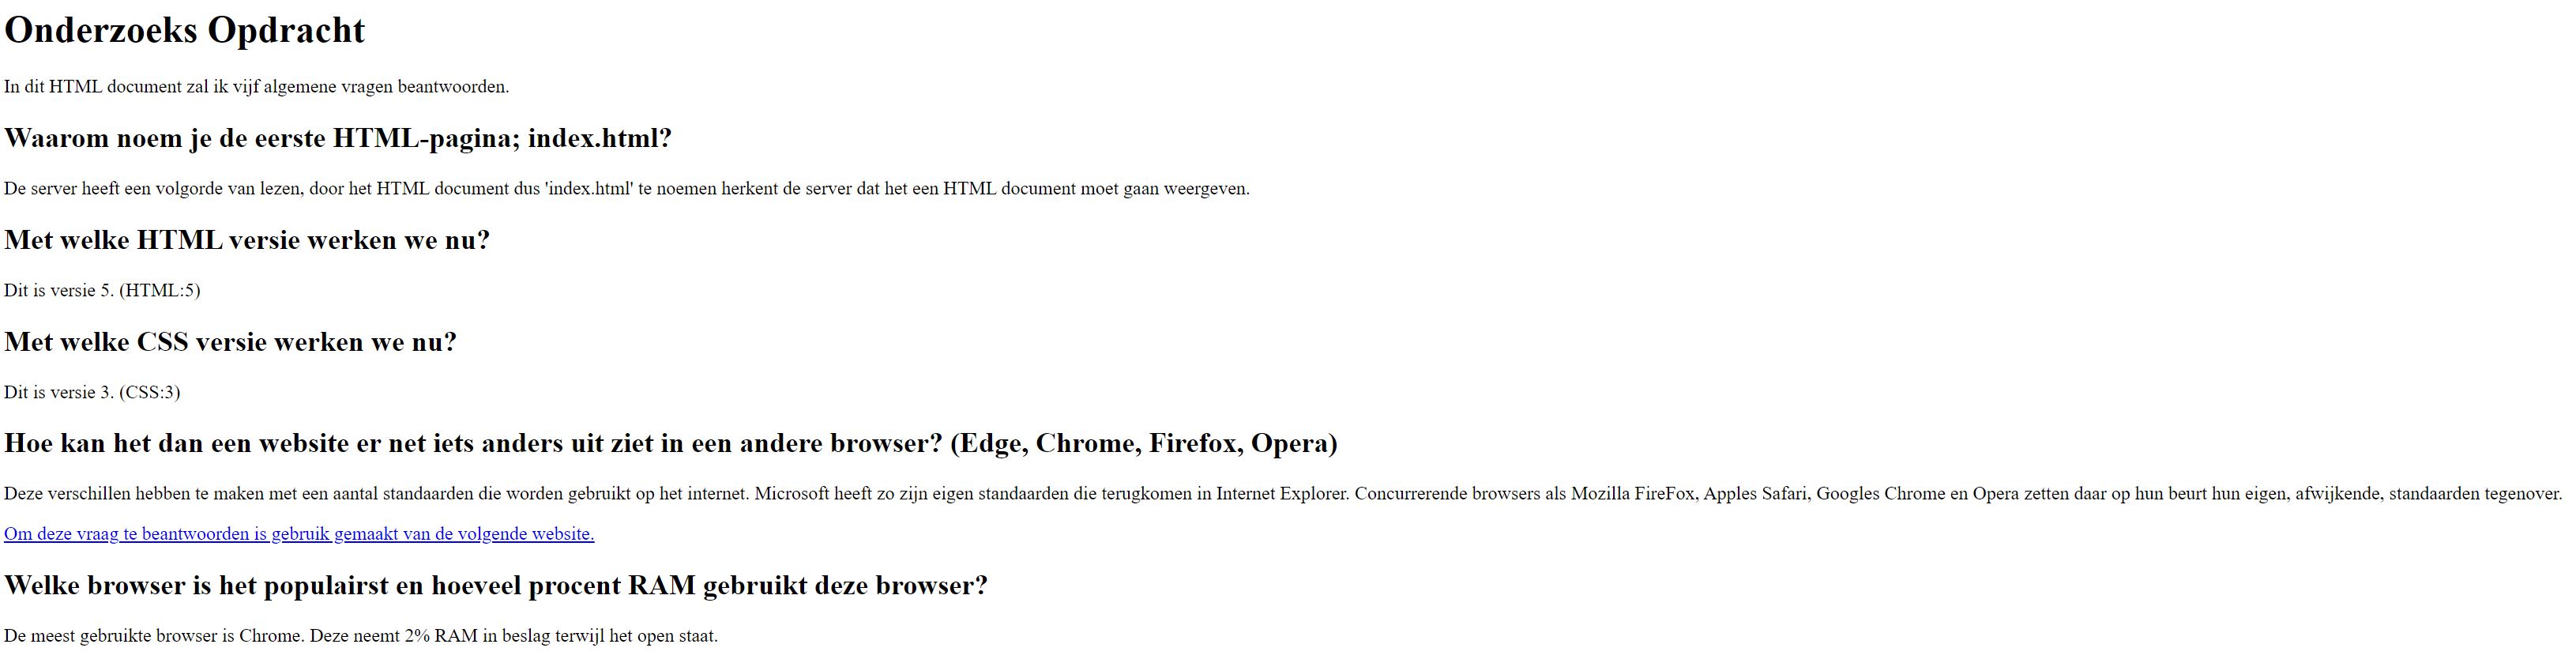 Onderzoeks Opdracht
In dit HTML document zal ik vijf algemene vragen beantwoorden.
Waarom noem je de eerste HTML-pagina; index.html?
De server heeft een volgorde van lezen, door het HTML document dus 'index.html' te noemen herkent de server dat het een HTML document moet gaan weergeven.
Met welke HTML versie werken we nu?
Dit is versie 5. (HTML:5)
Met welke CSS versie werken we nu?
Dit is versie 3. (CSS:3)
Hoe kan het dan een website er net iets anders uit ziet in een andere browser? (Edge, Chrome, Firefox, Opera)
Deze verschillen hebben te maken met een aantal standaarden die worden gebruikt op het internet. Microsoft heeft zo zijn eigen standaarden die terugkomen in Internet Explorer. Concurrerende browsers als Mozilla FireFox, Apples Safari, Googles Chrome en Opera zetten daar op hun beurt hun eigen, afwijkende, standaarden tegenover.
Om deze vraag te beantwoorden is gebruik gemaakt van de volgende website.
Welke browser is het populairst en hoeveel procent RAM gebruikt deze browser?
De meest gebruikte browser is Chrome. Deze neemt 2% RAM in beslag terwijl het open staat.